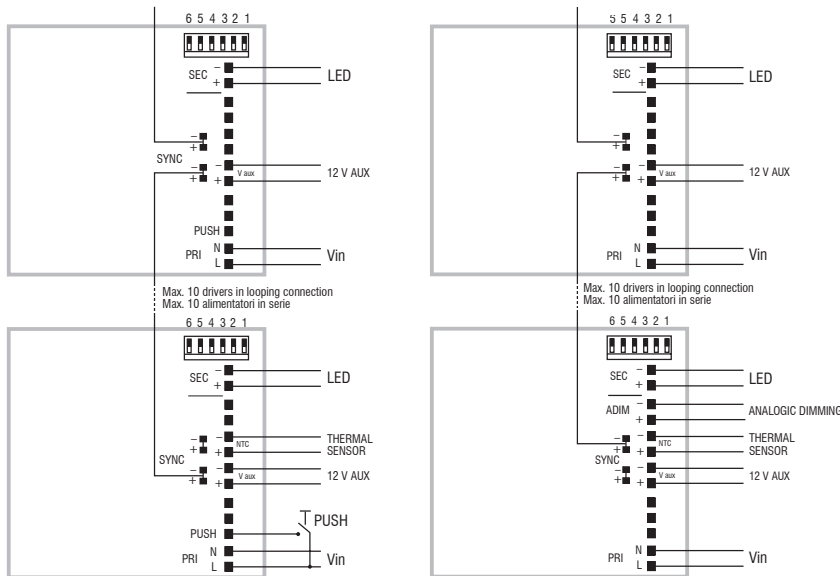 6 5 4 3 2 1
SEC
-
+
LED
-
+
SYNC
-
+
-
+
V aux
12 V AUX
PUSH
PRI
N
L
Vin
Max. 10 drivers in looping connection
Max. 10 alimentatori in serie
6 5 4 3 2 1
SEC
-
+
LED
-
+
NTC
THERMAL
SENSOR
-
+
SYNC
-
+
-
+
V aux
12 V AUX
PUSH
PUSH
PRI
N
L
Vin
5 5 4 3 2 1
SEC
-
+
LED
-
+
-
+
-
+
V aux
12 V AUX
PRI
N
L
Vin
Max. 10 drivers in looping connection
Max. 10 alimentatori in serie
6 5 4 3 2 1
SEC
-
+
LED
ADIM
-
+
ANALOGIC DIMMING
-
+
NTC
THERMAL
SENSOR
-
+
SYNC
-
+
-
+
V aux
12 V AUX
PRI
N
L
Vin